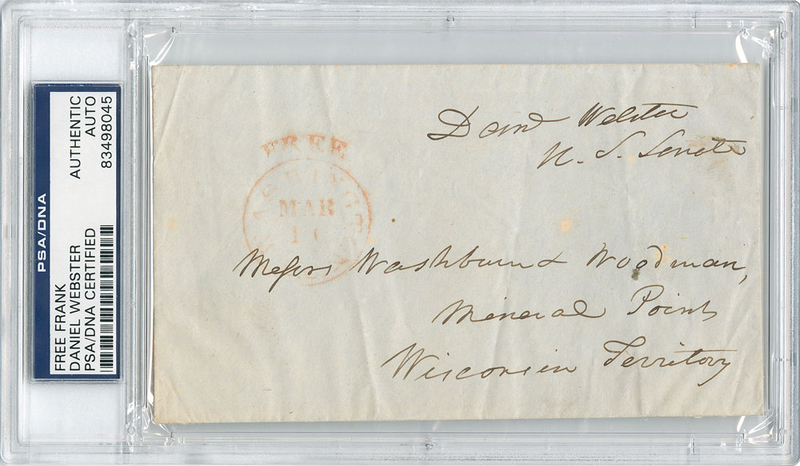 PSA/DNA
FREE FRANK
DANIEL WEBSTER
PSA/DNA CERTIFIED
AUTHENTIC
AUTO
83498045
Danl Webster
U. S. Senate
FREE
MAR
Messrs Washburn & Woodman,
Mineral Point
Wisconsin Territory